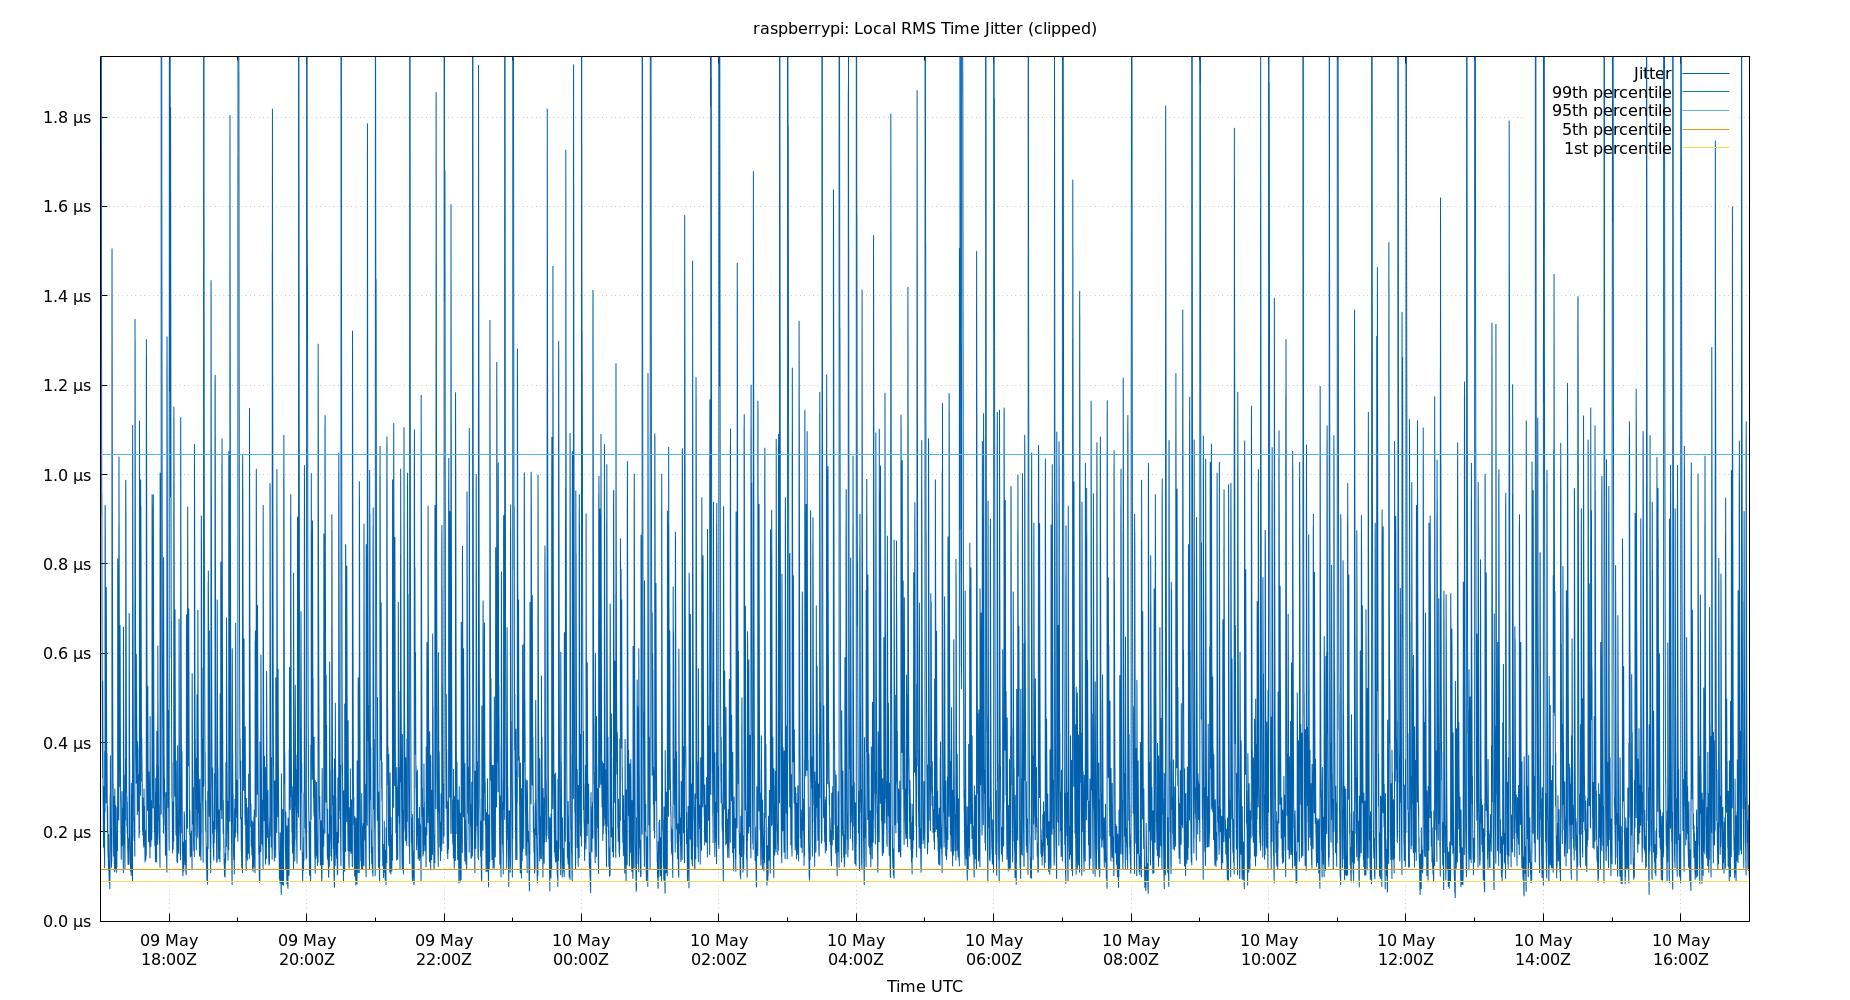 raspberrypi: Local RMS Time Jitter (clipped)
Jitter
99th percentile
95th percentile
5th percentile
1st percentile
1.8 µs
1.6 µs
1.4 µs
1.2 µs
1.0 µs
0.8 µs
0.6 µs
0.4 µs
0.2 µs
0.0 µs
09 May 09 May 09 May 10 May 10 May 10 May 10 May 10 May 10 May 10 May 10 May 10 May
18:00Z 20:00Z 22:00Z 00:00Z 02:00Z 04:00Z 06:00Z 08:00Z 10:00Z 12:00Z 14:00Z 16:00Z
Time UTC